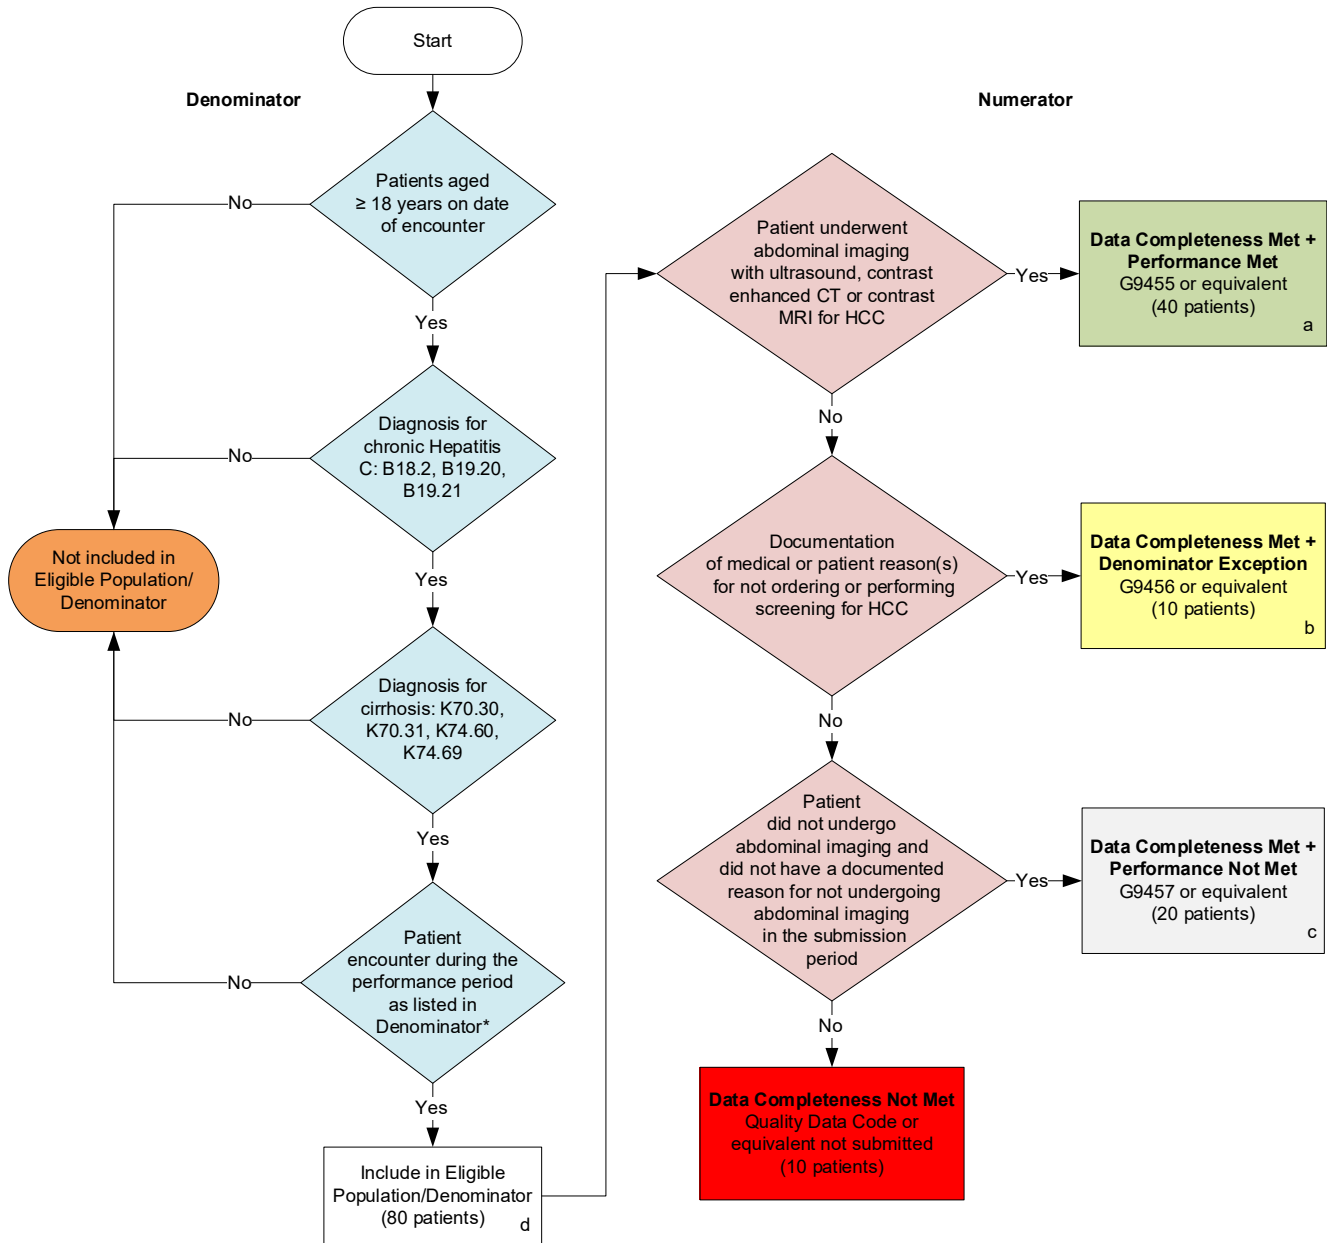 Start
Denominator
Patients aged
≥ 18 years on date
of encounter
No
Yes
Diagnosis for
chronic Hepatitis
C: B18.2, B19.20,
B19.21
No
Yes
Not included in
Eligible Population/
Denominator
Diagnosis for
cirrhosis: K70.30,
K70.31, K74.60,
K74.69
No
Yes
Patient
encounter during the
performance period
as listed in
Denominator*
No
Yes
Include in Eligible
Population/Denominator
(80 patients)
d
Numerator
Patient underwent
abdominal imaging
with ultrasound, contrast
enhanced CT or contrast
MRI for HCC
Yes
Data Completeness Met +
Performance Met
G9455 or equivalent
(40 patients)
a
No
Documentation
of medical or patient reason(s)
for not ordering or performing
screening for HCC
Yes
Data Completeness Met +
Denominator Exception
G9456 or equivalent
(10 patients)
b
No
Patient
did not undergo
abdominal imaging and
did not have a documented
reason for not undergoing
abdominal imaging
in the submission
period
Yes
Data Completeness Met +
Performance Not Met
G9457 or equivalent
(20 patients)
c
No
Data Completeness Not Met
Quality Data Code or
equivalent not submitted
(10 patients)